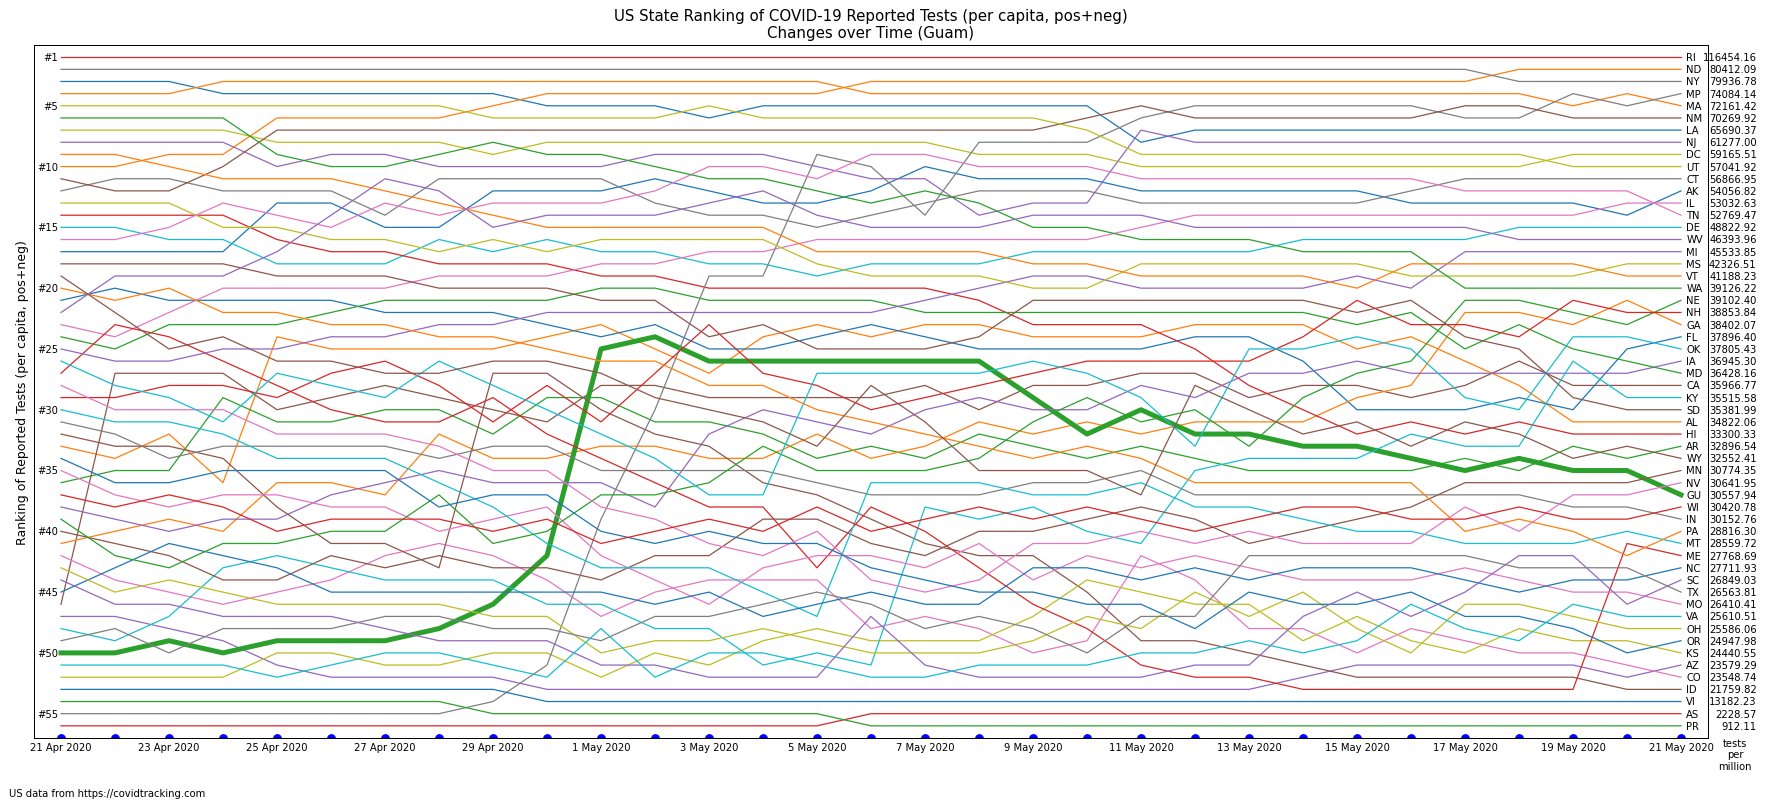 US State Ranking of COVID-19 Reported Tests (per capita, pos+neg)
Changes over Time (Guam)
Ranking of Reported Tests (per capita, pos+neg)
#1
#5
#10
#15
#20
#25
#30
#35
#40
#45
#50
#55
RI 116454.16
ND 80412.09
NY 79936.78
MP 74084.14
MA 72161.42
NM 70269.92
LA 65690.37
NJ 61277.00
DC 59165.51
UT 57041.92
CT 56866.95
AK 54056.82
IL 53032.63
TN 52769.47
DE 48822.92
WV 46393.96
MI 45533.85
MS 42326.51
VT 41188.23
WA 39126.22
NE 39102.40
NH 38853.84
GA 38402.07
FL 37896.40
OK 37805.43
IA 36945.30
MD 36428.16
CA 35966.77
KY 35515.58
SD 35381.99
AL 34822.06
HI 33300.33
AR 32896.54
WY 32552.41
MN 30774.35
NV 30641.95
GU 30557.94
WI 30420.78
IN 30152.76
PA 28816.30
MT 28559.72
ME 27768.69
NC 27711.93
SC 26849.03
TX 26563.81
MO 26410.41
VA 25610.51
OH 25586.06
OR 24947.98
KS 24440.55
AZ 23579.29
CO 23548.74
ID 21759.82
VI 13182.23
AS 2228.57
PR 912.11
21 Apr 2020
23 Apr 2020
25 Apr 2020
27 Apr 2020
29 Apr 2020
1 May 2020
3 May 2020
5 May 2020
7 May 2020
9 May 2020
11 May 2020
13 May 2020
15 May 2020
17 May 2020
19 May 2020
21 May 2020
tests
per
million
US data from https://covidtracking.com